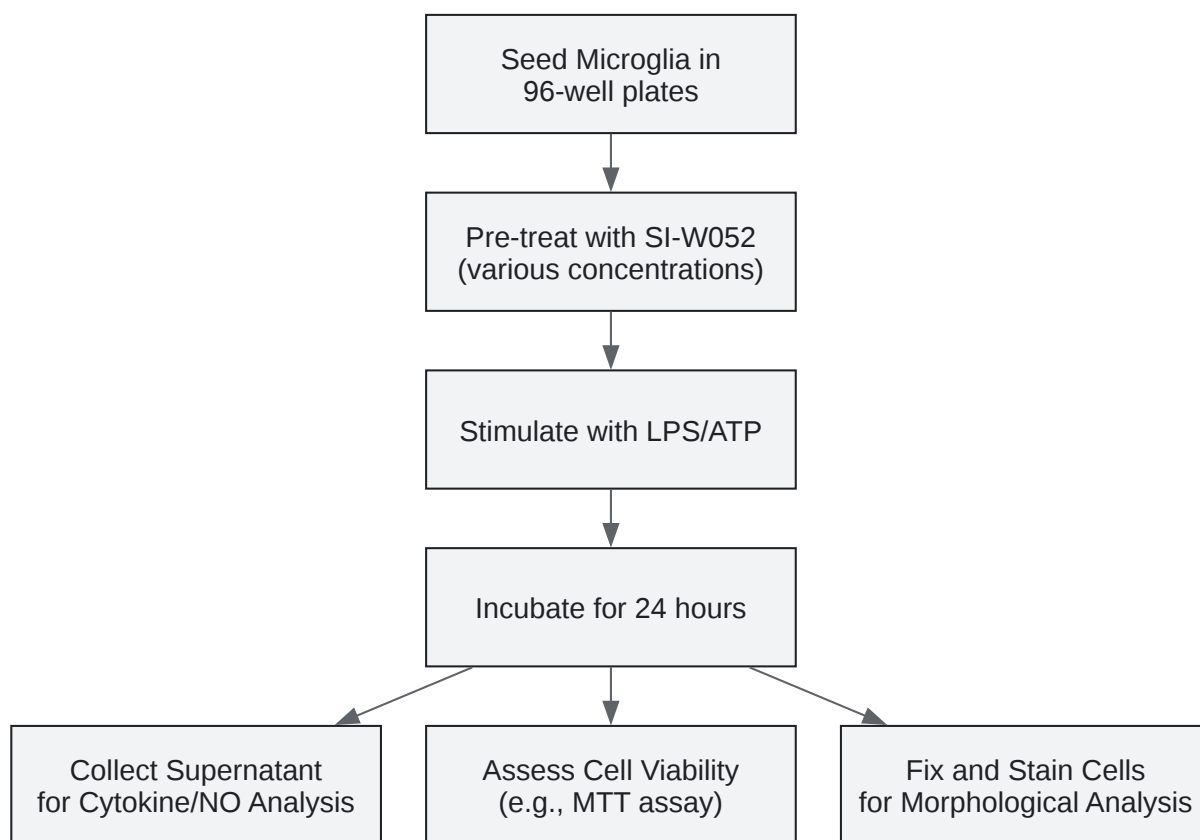 Seed Microglia in
96-well plates
Pre-treat with SI-W052
(various concentrations)
Stimulate with LPS/ATP
Incubate for 24 hours
Collect Supernatant
for Cytokine/NO Analysis
Assess Cell Viability
(e.g., MTT assay)
Fix and Stain Cells
for Morphological Analysis